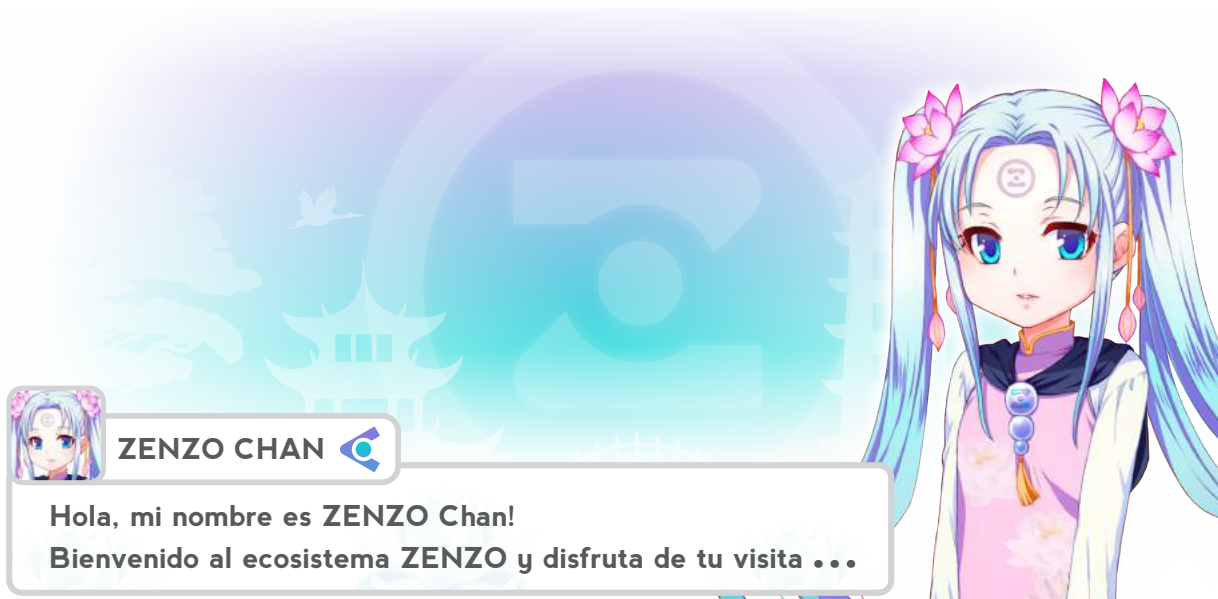 ZENZO CHAN
Hola, mi nombre es ZENZO Chan!
Bienvenido al ecosistema ZENZO y disfruta de tu visita ...